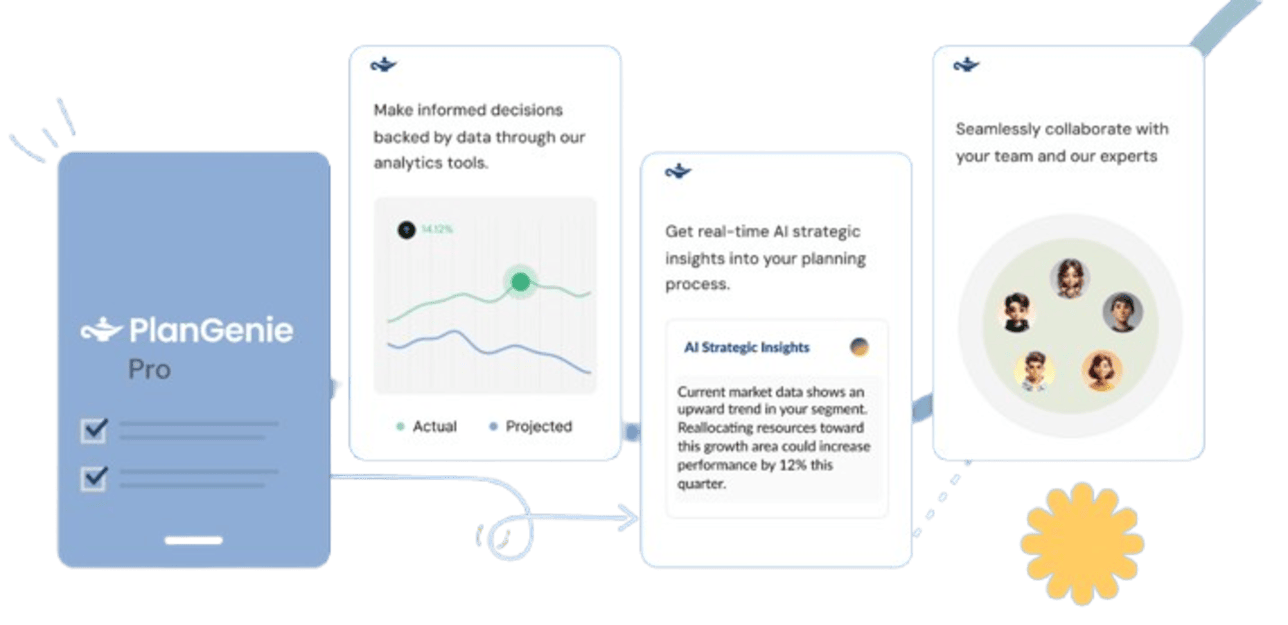 PlanGenie
Pro
Make informed decisions
backed by data through our
analytics tools.
14.12%
Actual
Projected
Get real-time AI strategic
insights into your planning
process.
AI Strategic Insights
Current market data shows an
upward trend in your segment.
Reallocating resources toward
this growth area could increase
performance by 12% this
quarter.
Seamlessly collaborate with
your team and our experts